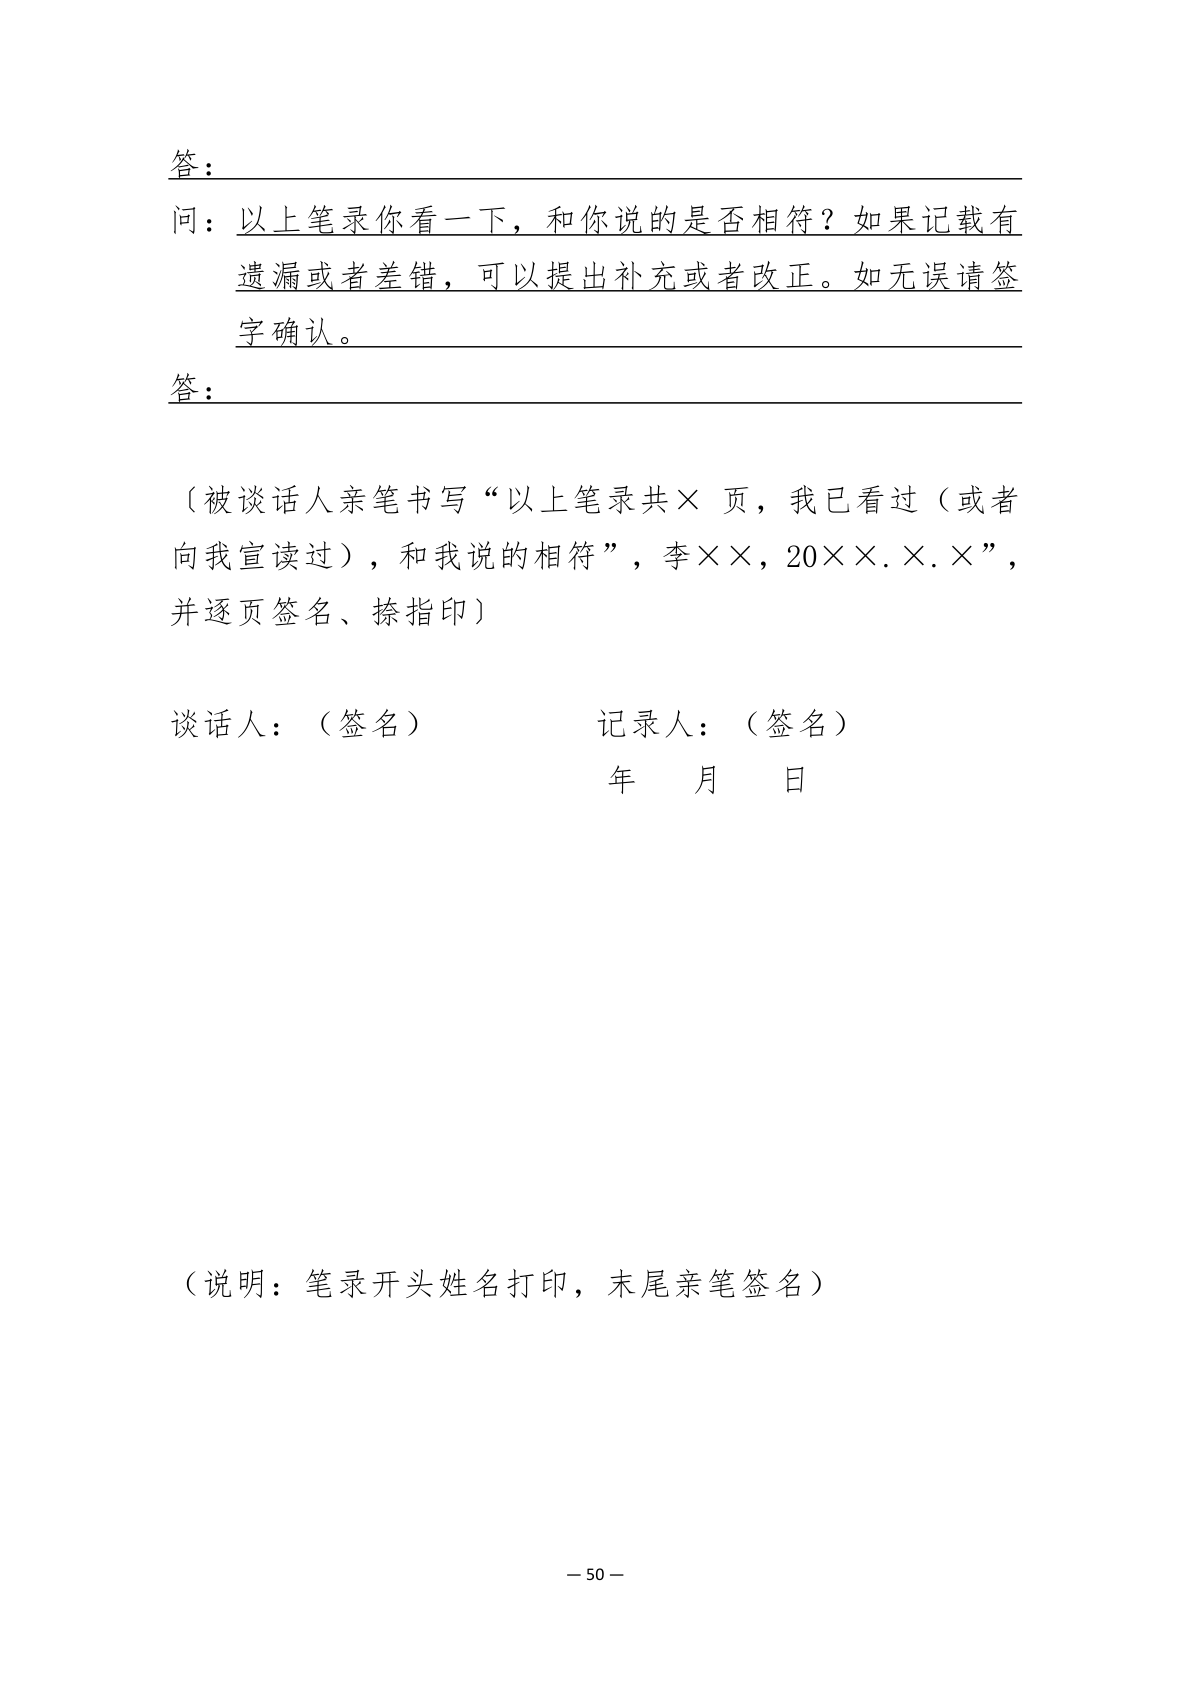 答：
问：以上笔录你看一下，和你说的是否相符？如果记载有
遗漏或者差错，可以提出补充或者改正。如无误请签
字确认。
答：
〔被谈话人亲笔书写“以上笔录共× 页，我已看过（或者
向我宣读过），和我说的相符”，李××，20××.×.×”，
并逐页签名、捺指印〕
谈话人：（签名） 记录人：（签名）
年 月 日
（说明：笔录开头姓名打印，末尾亲笔签名）
— 50 —